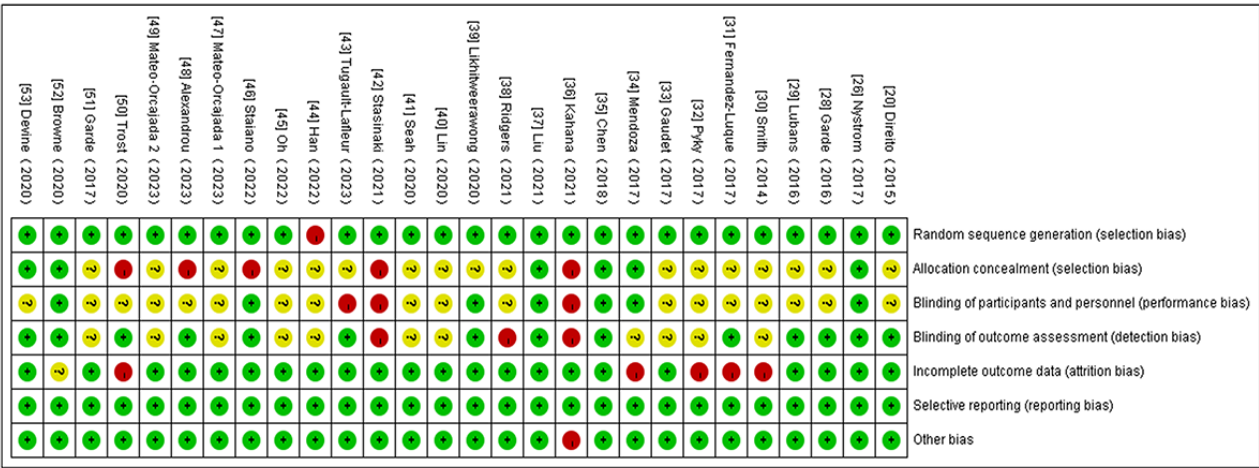 [53] Devine（2020）
[52] Browne（2020）
[51] Garde（2017）
[50] Trost（2020）
[49] Mateo-Orcajada 2（2023）
[48] Alexandrou（2023）
[47] Mateo-Orcajada 1（2023）
[46] Staiano（2022）
[45] Oh（2022）
[44] Han（2022）
[43] Tugault-Lafleur（2023）
[42] Stasinaki（2021）
[41] Seah（2020）
[40] Lin（2020）
[39] Likhitweerawong（2020）
[38] Ridgers（2021）
[37] Liu（2021）
[36] Kahana（2021）
[35] Chen（2018）
[34] Mendoza（2017）
[33] Gaudet（2017）
[32] Pyky（2017）
[31] Fernandez-Luque（2017）
[30] Smith（2014）
[29] Lubans（2016）
[28] Garde（2016）
[26] Nystrom（2017）
[20] Direito（2015）
+ + + + + + + + + - + + + + + + + + + + + + + + + + + + Random sequence generation (selection bias)
+ + ? - ? - ? - ? ? ? - ? ? ? ? + - + + ? ? ? ? ? ? + ? Allocation concealment (selection bias)
? + ? ? ? ? ? + ? ? - - ? ? + ? + - + + ? ? ? ? ? ? + ? Blinding of participants and personnel (performance bias)
+ + ? + ? + ? + ? ? + - ? ? + - + - + ? ? ? + ? + + + + Blinding of outcome assessment (detection bias)
+ ? + - + + + + + + + + + + + + + + + - + - - - + + + + Incomplete outcome data (attrition bias)
+ + + + + + + + + + + + + + + + + + + + + + + + + + + + Selective reporting (reporting bias)
+ + + + + + + + + + + + + + + + + - + + + + + + + + + + Other bias